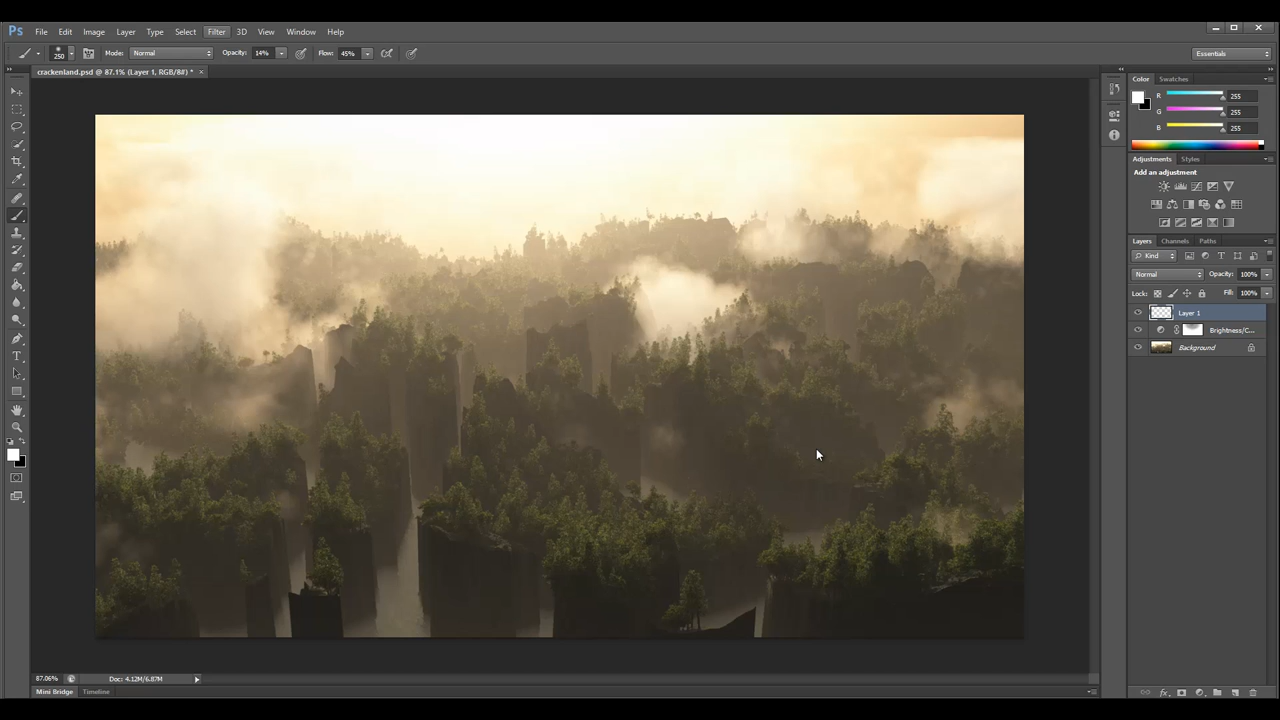 Ps File Edit Image Layer Type Select Filter 3D View Window Help
250 Mode: Normal Opacity: 14% Flow: 45% Essentials
crackenland.psd @ 87.1% (Layer 1, RGB/8#) * ×
Color Swatches
R 255
G 255
B 255
Adjustments Styles
Add an adjustment
Layers Channels Paths
Kind
Normal Opacity: 100%
Lock: Fill: 100%
Layer 1
Brightness/C...
Background
87.06% Doc: 4.12M/6.87M
Mini Bridge Timeline